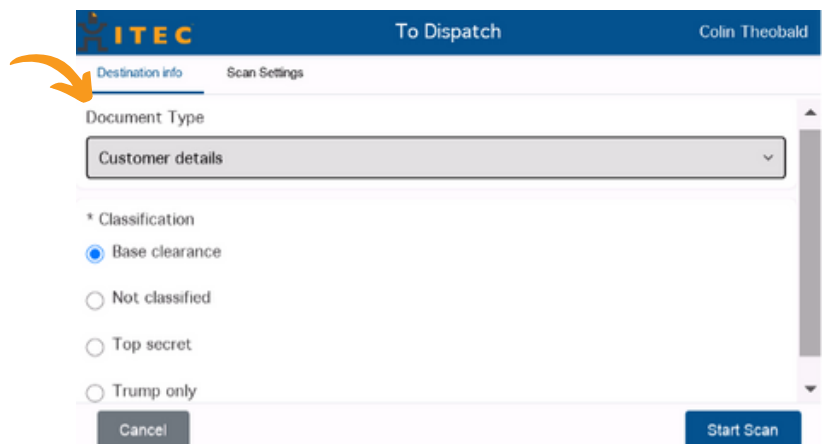 ITEC To Dispatch Colin Theobald
Destination info Scan Settings
Document Type
Customer details
* Classification
Base clearance
Not classified
Top secret
Trump only
Cancel Start Scan